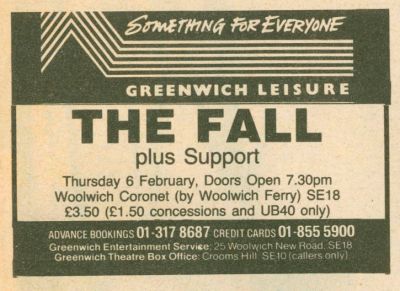 SOMETHING FOR EVERYONE
GREENWICH LEISURE
THE FALL
plus Support
Thursday 6 February, Doors Open 7.30pm
Woolwich Coronet (by Woolwich Ferry) SE18
£3.50 (£1.50 concessions and UB40 only)
ADVANCE BOOKINGS 01-317 8687 CREDIT CARDS 01-855 5900
Greenwich Entertainment Service: 25 Woolwich New Road, SE18
Greenwich Theatre Box Office: Crooms Hill, SE10 (callers only).